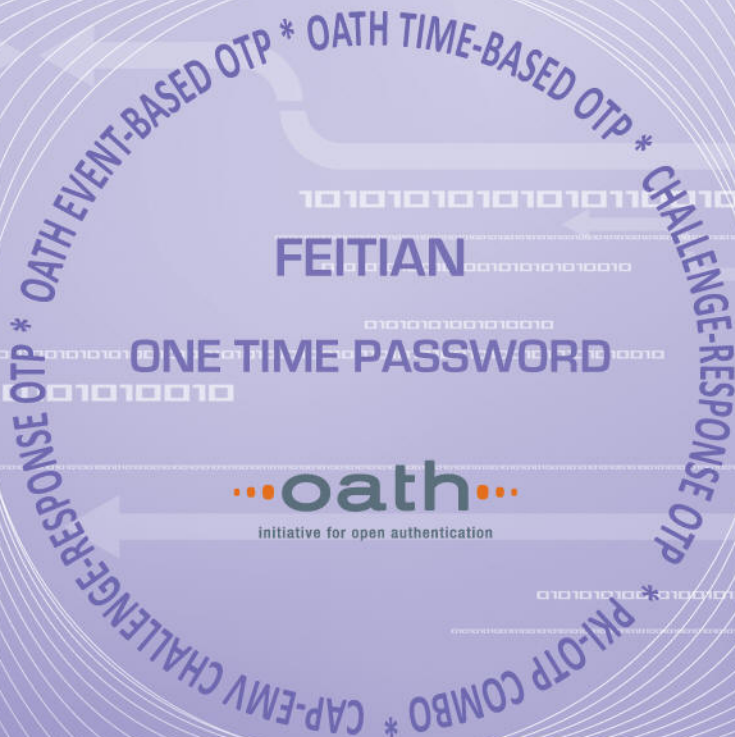 OATH EVENT-BASED OTP * OATH TIME-BASED OTP * CHALLENGE-RESPONSE OTP * PKI-OTP COMBO * CAP-EMV CHALLENGE-RESPONSE OTP *
FEITIAN
ONE TIME PASSWORD
oath
initiative for open authentication